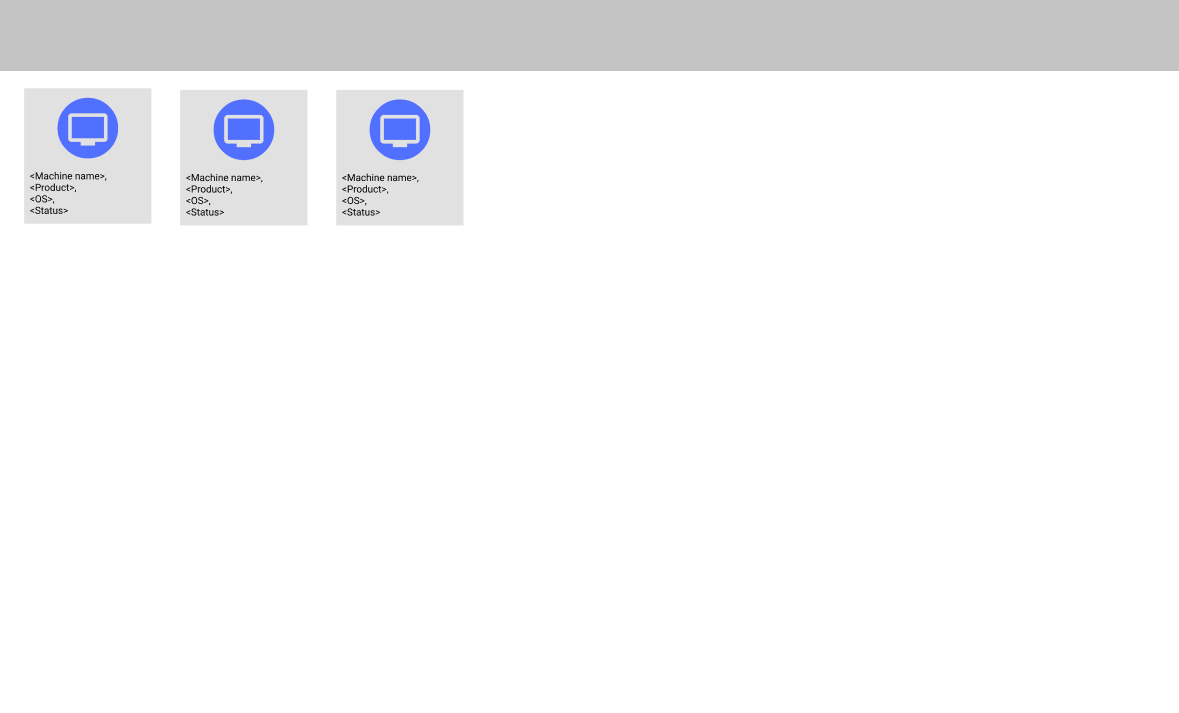 <Machine name>,
<Product>,
<OS>,
<Status>
<Machine name>,
<Product>,
<OS>,
<Status>
<Machine name>,
<Product>,
<OS>,
<Status>